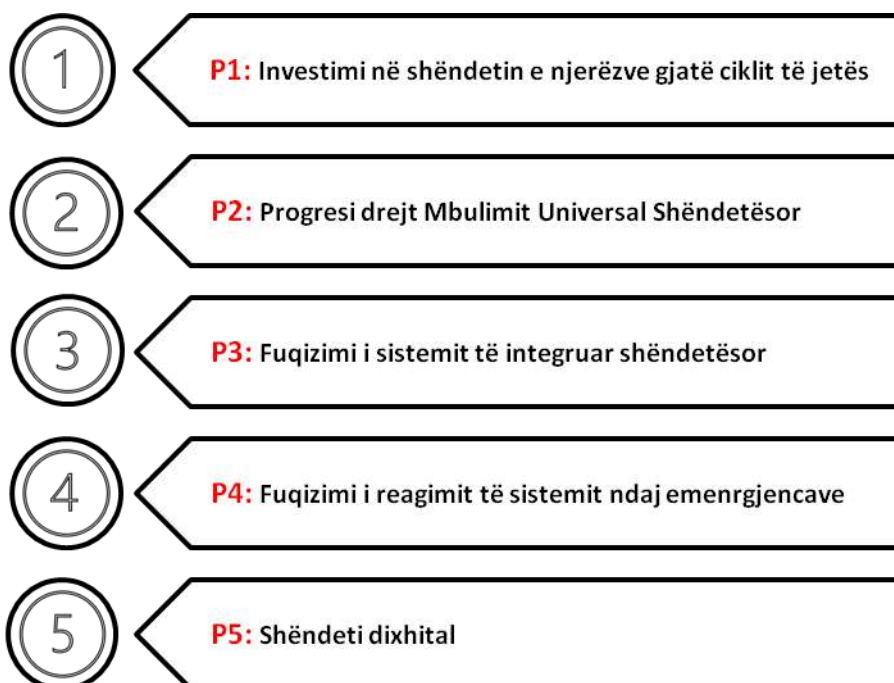 1
P1: Investimi në shëndetin e njerëzve gjatë ciklit të jetës
2
P2: Progresi drejt Mbulimit Universal Shëndetësor
3
P3: Fuqizimi i sistemit të integruar shëndetësor
4
P4: Fuqizimi i reagimit të sistemit ndaj emenrgjencave
5
P5: Shëndeti dixhital